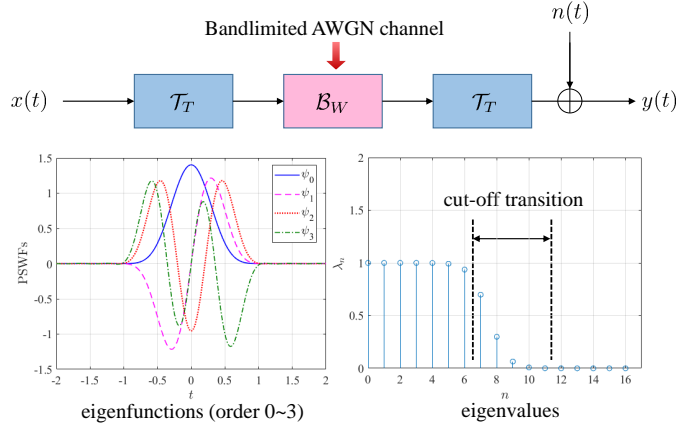 Bandlimited AWGN channel
n(t)
x(t) 𝒯_T ℬ_W 𝒯_T y(t)
1.5
1
0.5
0
-0.5
-1
-1.5
PSWFs
-2 -1.5 -1 -0.5 0 0.5 1 1.5 2
t
ψ_0
ψ_1
ψ_2
ψ_3
eigenfunctions (order 0~3)
2
1.5
1
0.5
0
λ_n
cut-off transition
0 2 4 6 8 10 12 14 16
n
eigenvalues